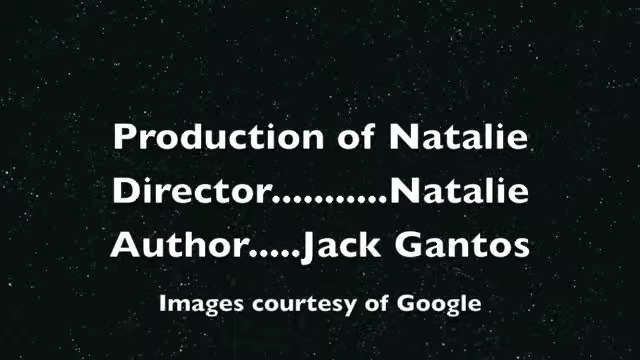 Production of Natalie
Director...........Natalie
Author.....Jack Gantos
Images courtesy of Google